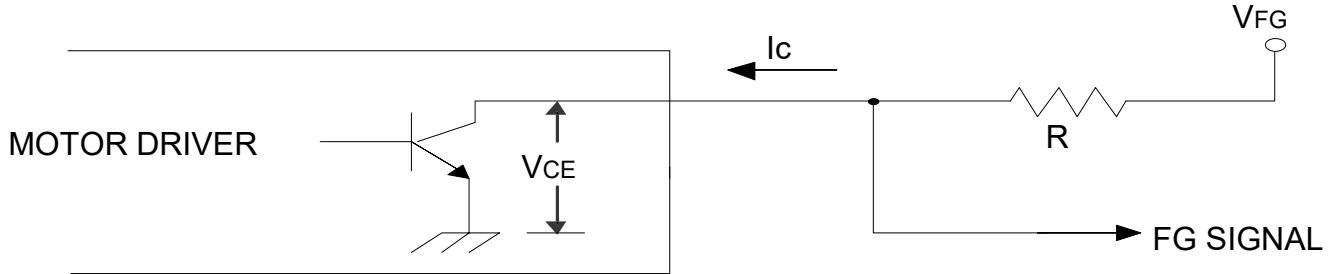 VFG
Ic
MOTOR DRIVER
VCE
R
FG SIGNAL